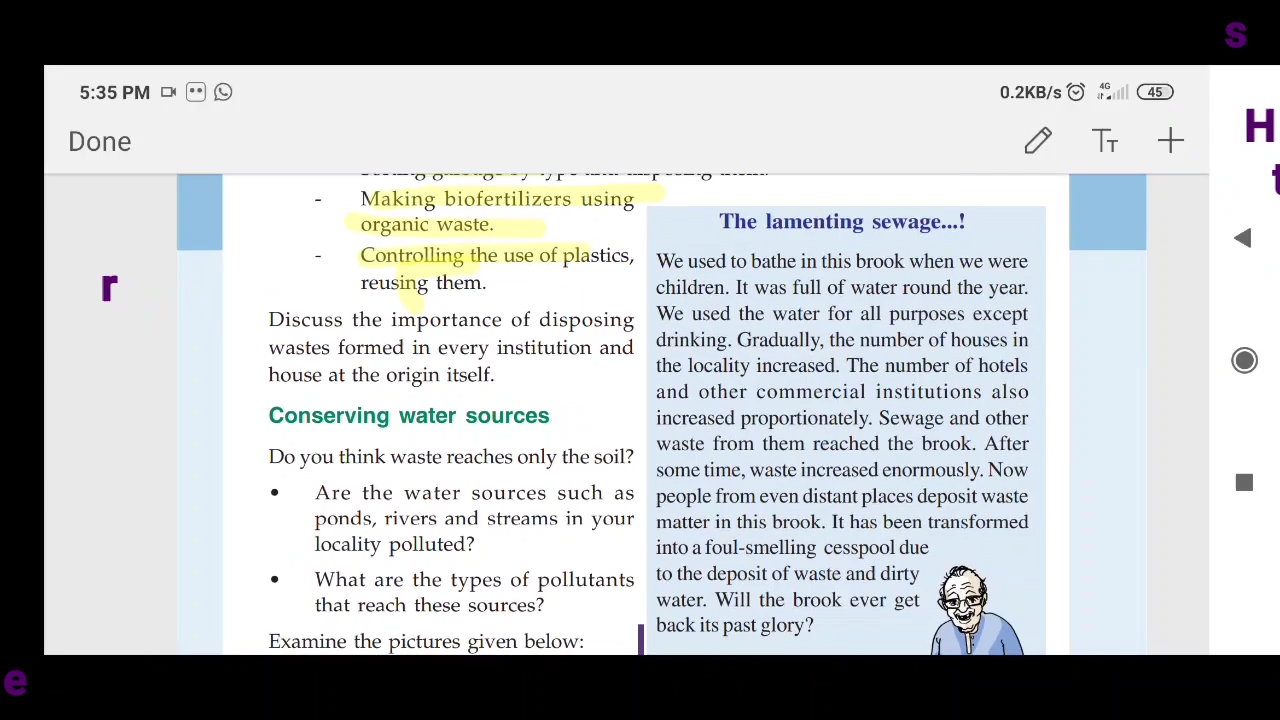 s
5:35 PM
0.2KB/s 4G 45
Done
H
t
r
e
Sorting garbage by type and disposing them.
- Making biofertilizers using
organic waste.
- Controlling the use of plastics,
reusing them.
Discuss the importance of disposing
wastes formed in every institution and
house at the origin itself.
Conserving water sources
Do you think waste reaches only the soil?
• Are the water sources such as
ponds, rivers and streams in your
locality polluted?
• What are the types of pollutants
that reach these sources?
Examine the pictures given below:
The lamenting sewage...!
We used to bathe in this brook when we were
children. It was full of water round the year.
We used the water for all purposes except
drinking. Gradually, the number of houses in
the locality increased. The number of hotels
and other commercial institutions also
increased proportionately. Sewage and other
waste from them reached the brook. After
some time, waste increased enormously. Now
people from even distant places deposit waste
matter in this brook. It has been transformed
into a foul-smelling cesspool due
to the deposit of waste and dirty
water. Will the brook ever get
back its past glory?